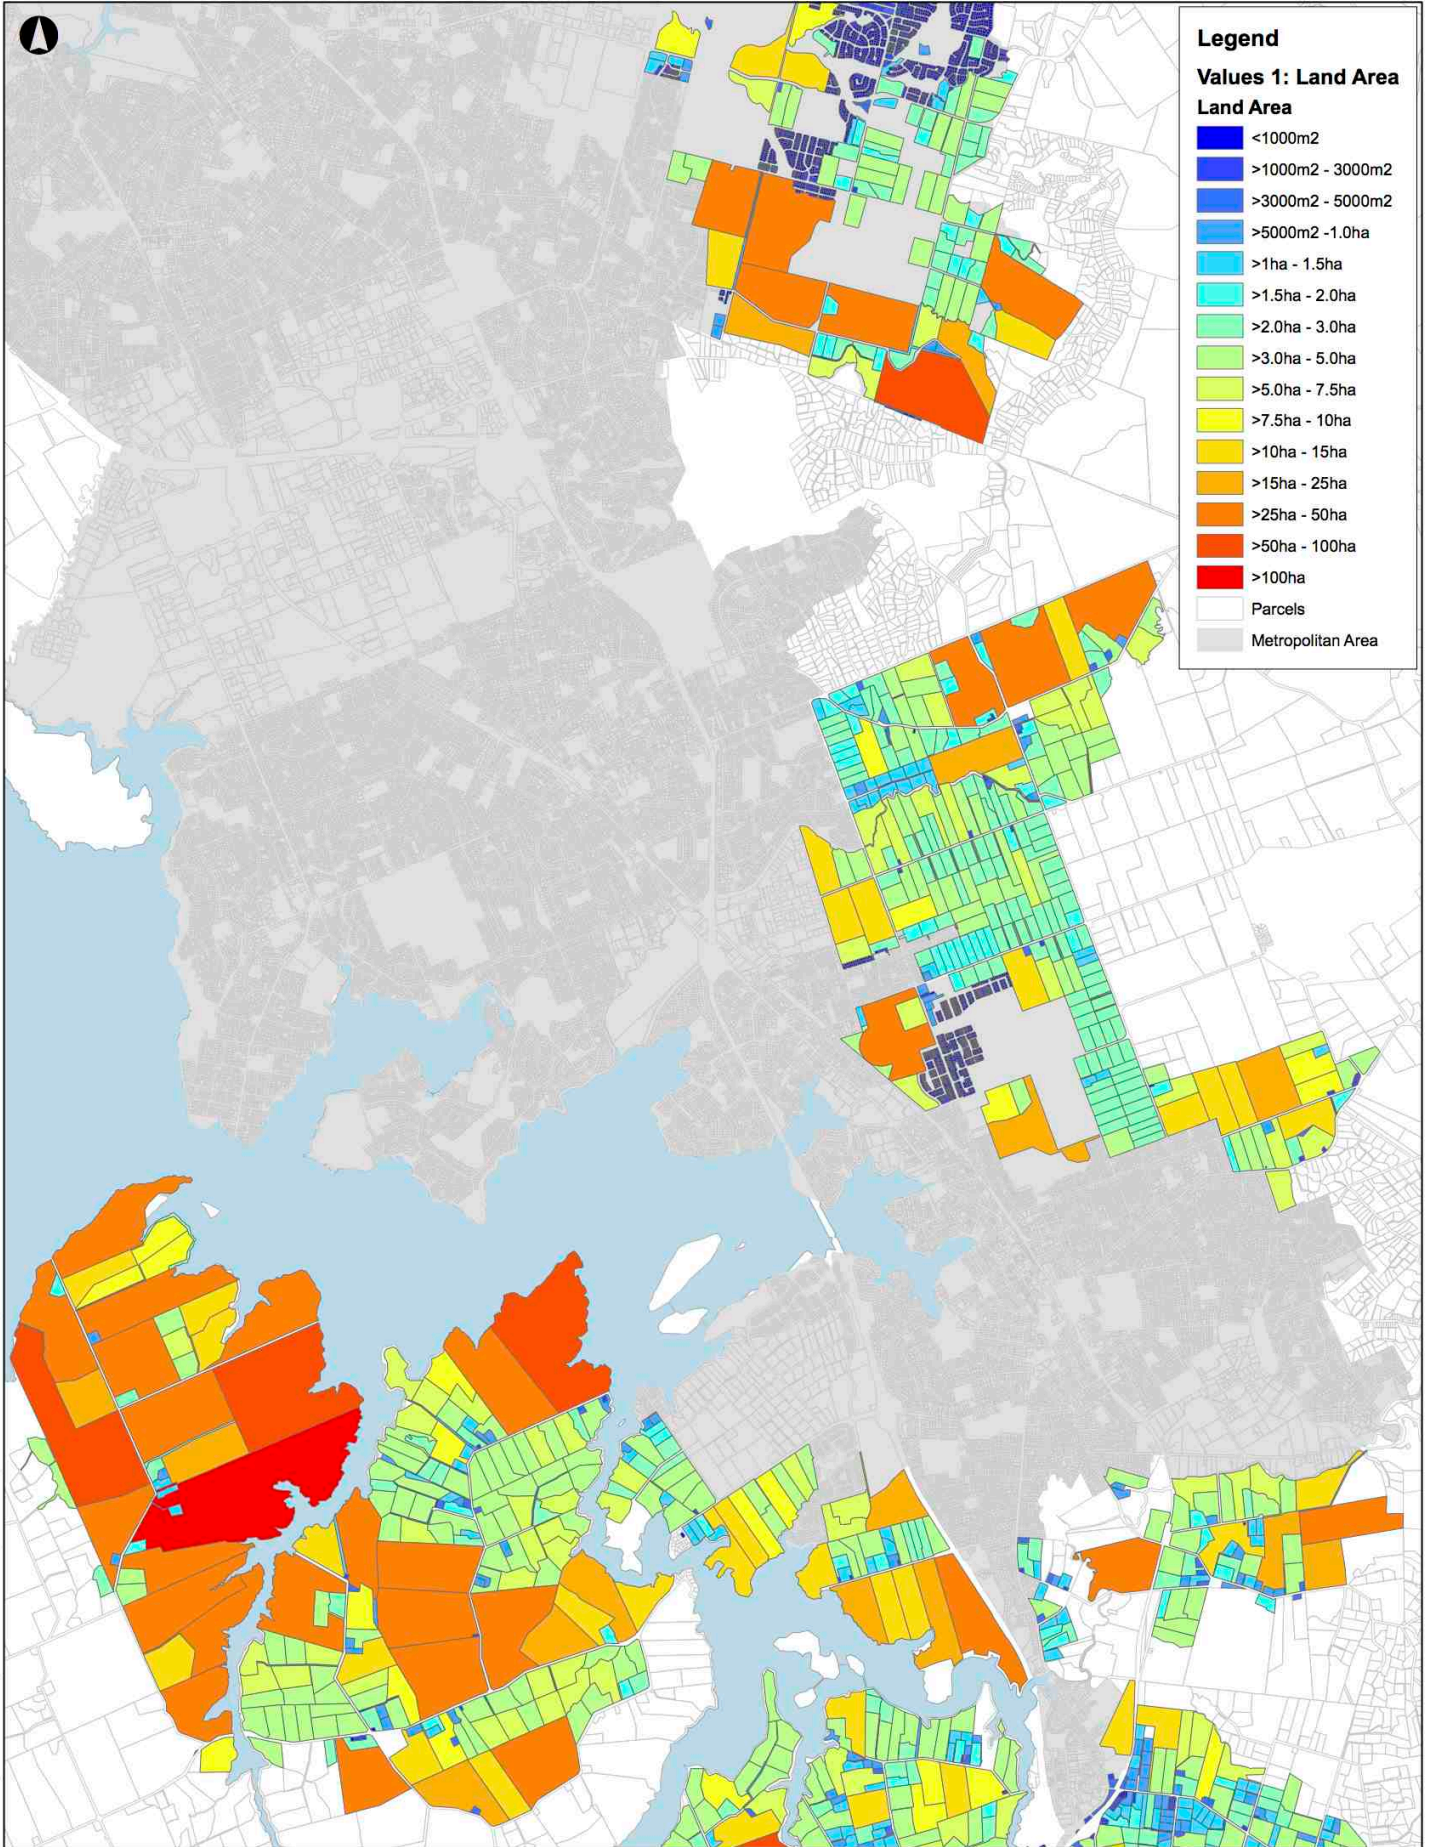 Legend
Values 1: Land Area
Land Area
<1000m2
>1000m2 - 3000m2
>3000m2 - 5000m2
>5000m2 -1.0ha
>1ha - 1.5ha
>1.5ha - 2.0ha
>2.0ha - 3.0ha
>3.0ha - 5.0ha
>5.0ha - 7.5ha
>7.5ha - 10ha
>10ha - 15ha
>15ha - 25ha
>25ha - 50ha
>50ha - 100ha
>100ha
Parcels
Metropolitan Area